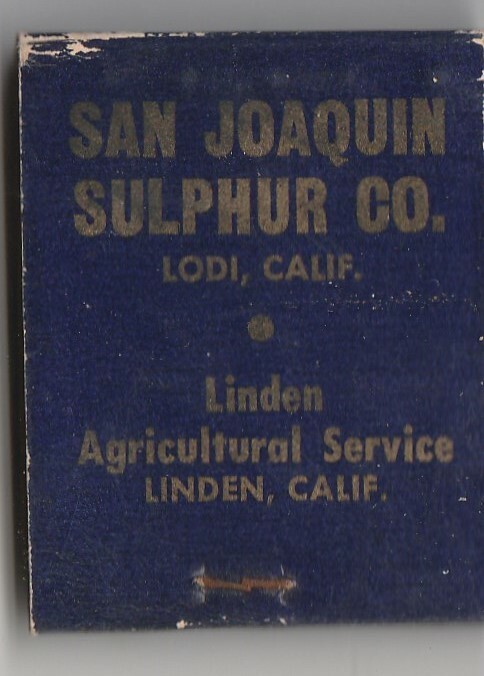 SAN JOAQUIN
SULPHUR CO.
LODI, CALIF.
Linden
Agricultural Service
LINDEN, CALIF.